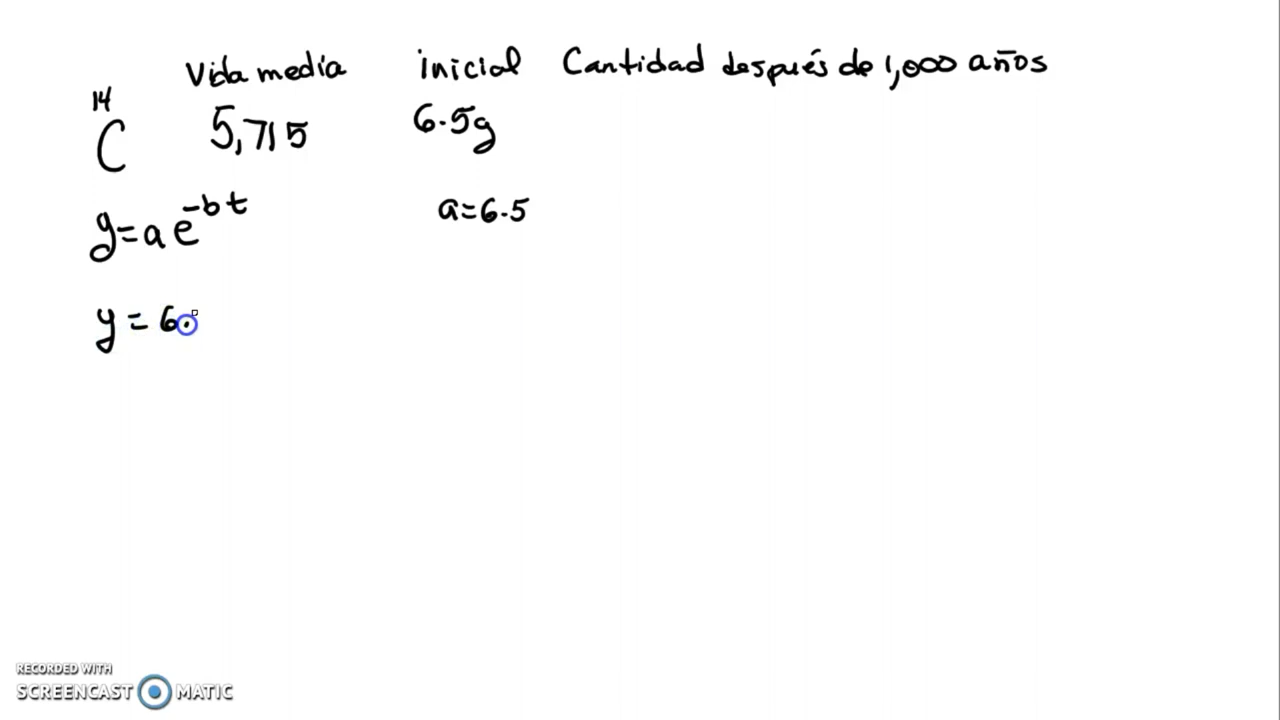 Vida media inicial Cantidad después de 1,000 años
14
C 5,715 6.5g
y=ae^-bt a=6.5
y=6.
RECORDED WITH
SCREENCAST MATIC